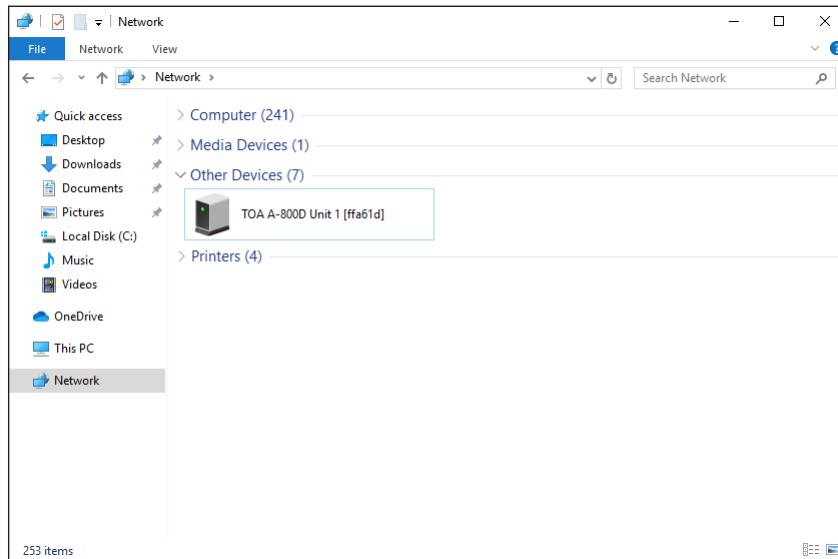 Network
File Network View
Network
Search Network
Quick access
Desktop
Downloads
Documents
Pictures
Local Disk (C:)
Music
Videos
OneDrive
This PC
Network
Computer (241)
Media Devices (1)
Other Devices (7)
TOA A-800D Unit 1 [ffa61d]
Printers (4)
253 items